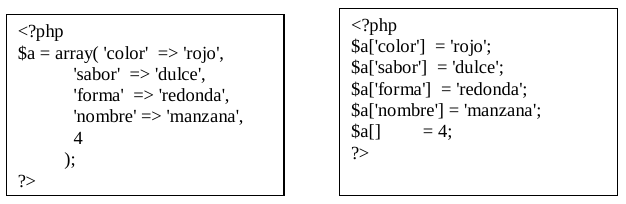 <?php
$a = array( 'color' => 'rojo',
'sabor' => 'dulce',
'forma' => 'redonda',
'nombre' => 'manzana',
4
);
?>
<?php
$a['color'] = 'rojo';
$a['sabor'] = 'dulce';
$a['forma'] = 'redonda';
$a['nombre'] = 'manzana';
$a[] = 4;
?>